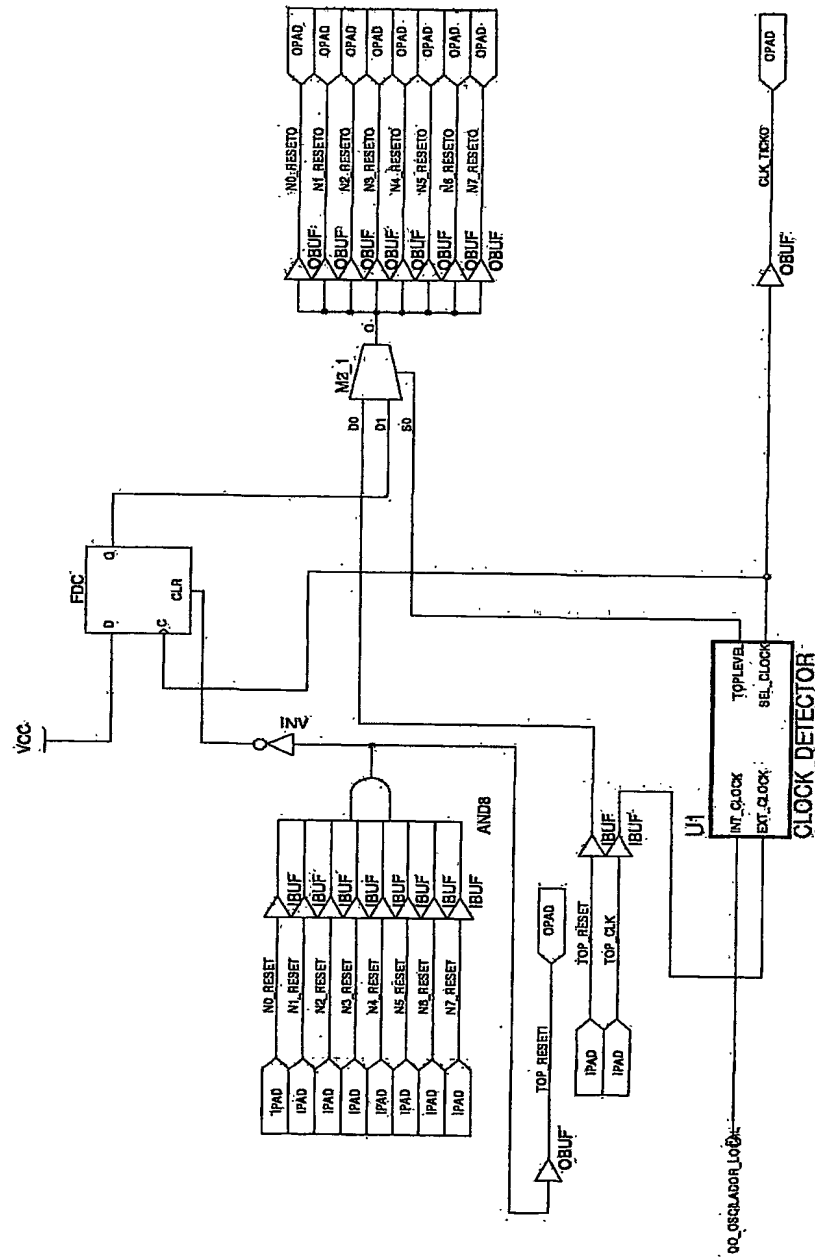 VCC
FDC
D
Q
C
CLR
INV
AND8
IPAD
IPAD
IPAD
IPAD
IPAD
IPAD
IPAD
IPAD
N0_RESET
N1_RESET
N2_RESET
N3_RESET
N4_RESET
N5_RESET
N6_RESET
N7_RESET
IBUF
IBUF
IBUF
IBUF
IBUF
IBUF
IBUF
IBUF
M2_1
D0
D1
S0
O
OBUF
OBUF
OBUF
OBUF
OBUF
OBUF
OBUF
OBUF
N0_RESETO
N1_RESETO
N2_RESETO
N3_RESETO
N4_RESETO
N5_RESETO
N6_RESETO
N7_RESETO
OPAD
OPAD
OPAD
OPAD
OPAD
OPAD
OPAD
OPAD
OBUF
TOP_RESETI
OPAD
IPAD
IPAD
TOP_RESET
TOP_CLK
IBUF
IBUF
U1
INT_CLOCK
EXT_CLOCK
TOPLEVEL
SEL_CLOCK
CLOCK DETECTOR
OBUF
CLK_TICKO
OPAD